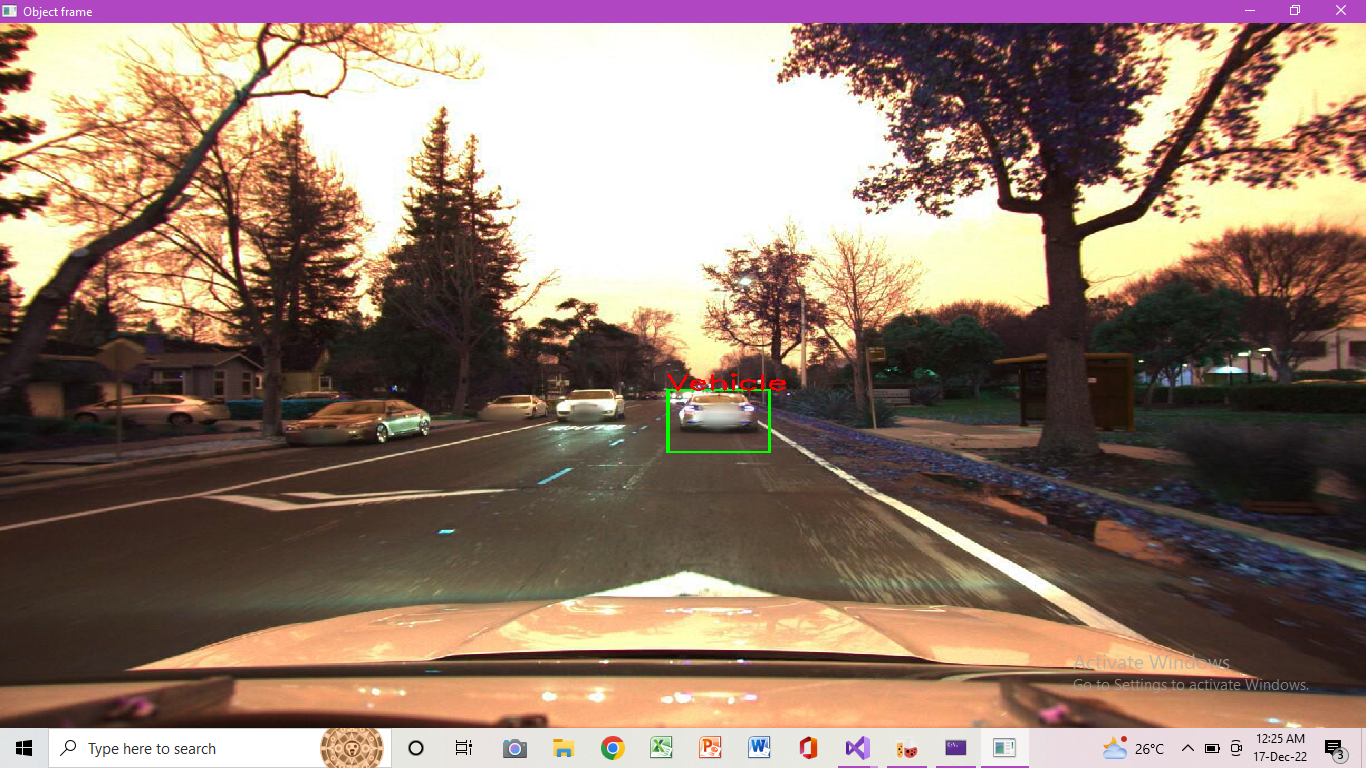 Object frame
Vehicle
Activate Windows
Go to Settings to activate Windows.
Type here to search
26°C
12:25 AM
17-Dec-22
3